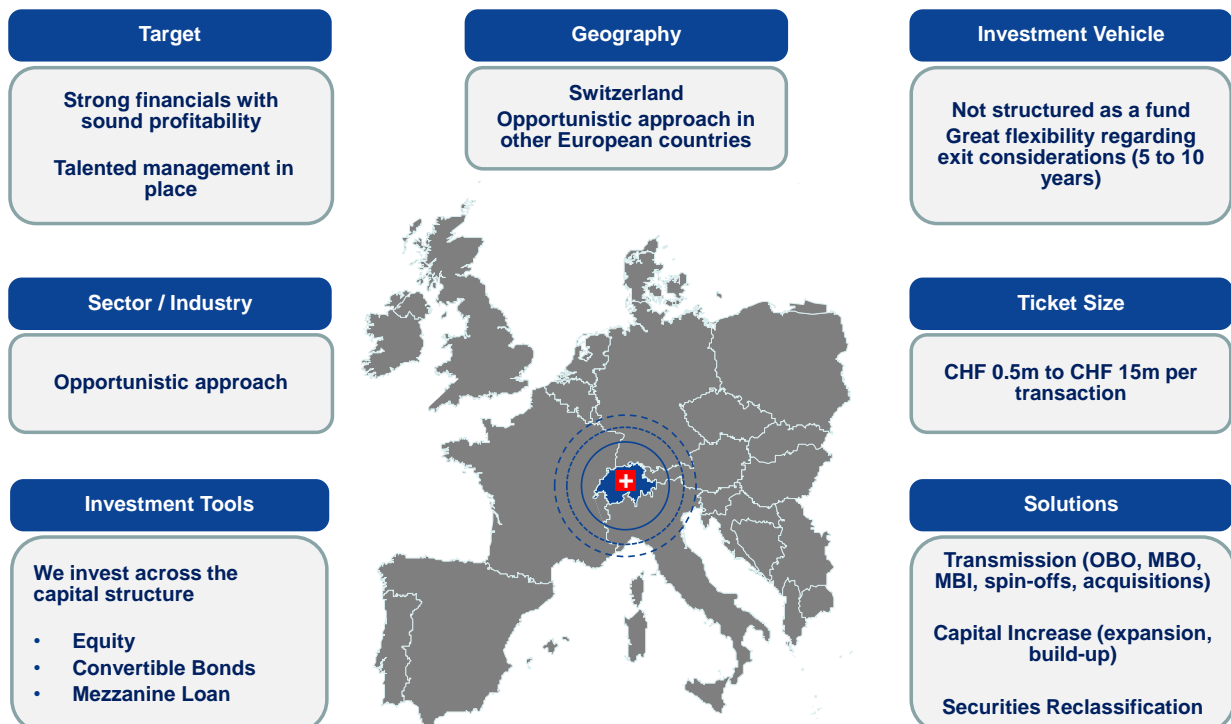 Target
Strong financials with
sound profitability
Talented management in
place
Geography
Switzerland
Opportunistic approach in
other European countries
Investment Vehicle
Not structured as a fund
Great flexibility regarding
exit considerations (5 to 10
years)
Sector / Industry
Opportunistic approach
Ticket Size
CHF 0.5m to CHF 15m per
transaction
Investment Tools
We invest across the
capital structure
• Equity
• Convertible Bonds
• Mezzanine Loan
Solutions
Transmission (OBO, MBO,
MBI, spin-offs, acquisitions)
Capital Increase (expansion,
build-up)
Securities Reclassification